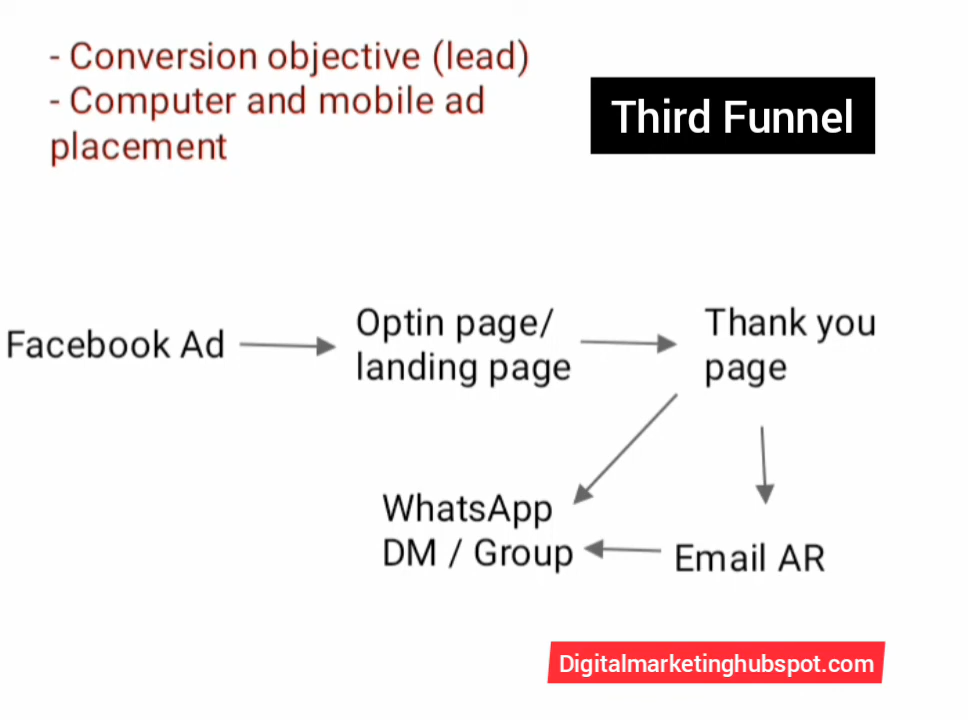 - Conversion objective (lead)
- Computer and mobile ad
placement
Third Funnel
Facebook Ad
Optin page/
landing page
Thank you
page
WhatsApp
DM / Group
Email AR
Digitalmarketinghubspot.com